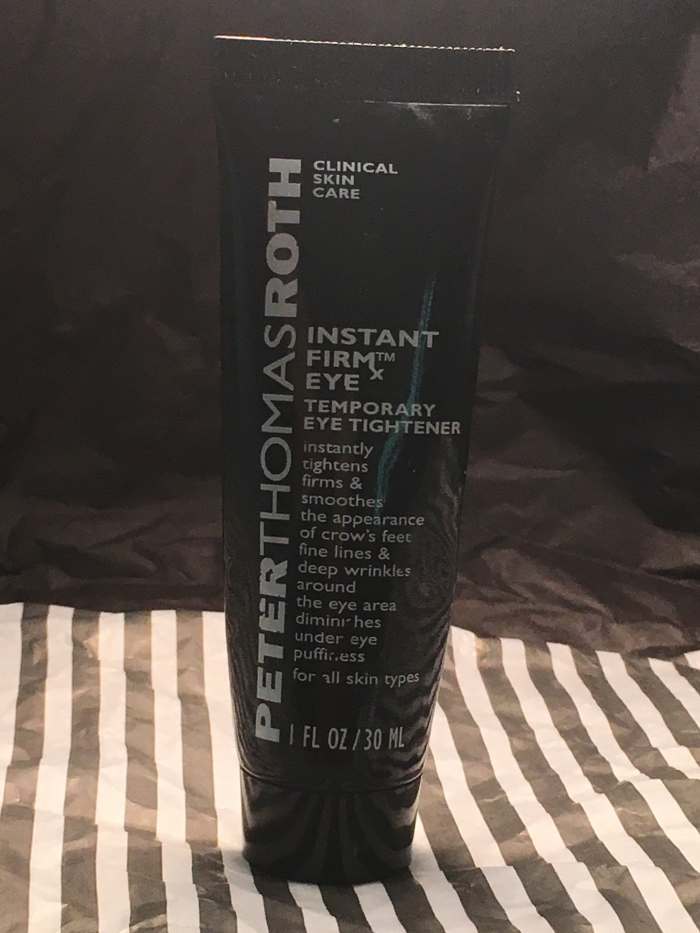 PETERTHOMASROTH
CLINICAL
SKIN
CARE
INSTANT
FIRMx™
EYE
TEMPORARY
EYE TIGHTENER
instantly
tightens
firms &
smoothes
the appearance
of crow's feet
fine lines &
deep wrinkles
around
the eye area
diminishes
under eye
puffiness
for all skin types
1 FL OZ / 30 ML